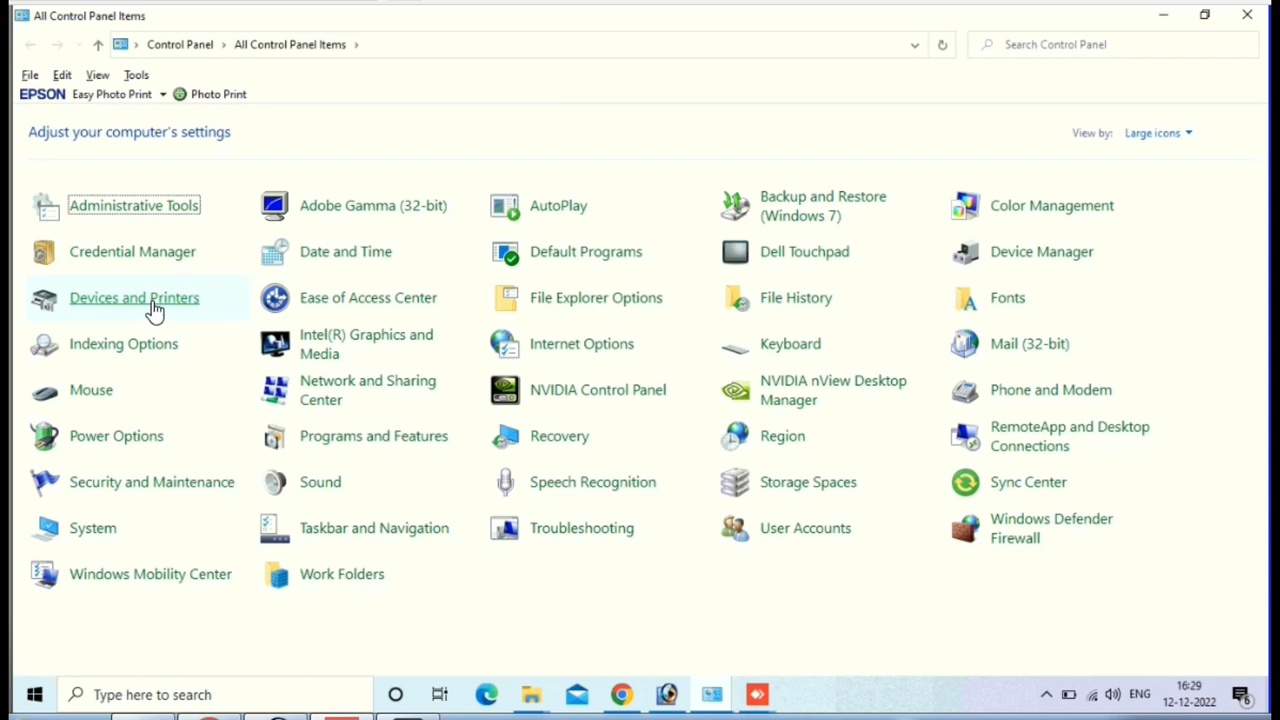 All Control Panel Items
Control Panel > All Control Panel Items >
Search Control Panel
File Edit View Tools
EPSON Easy Photo Print Photo Print
Adjust your computer's settings
View by: Large icons
Administrative Tools
Adobe Gamma (32-bit)
AutoPlay
Backup and Restore
(Windows 7)
Color Management
Credential Manager
Date and Time
Default Programs
Dell Touchpad
Device Manager
Devices and Printers
Ease of Access Center
File Explorer Options
File History
Fonts
Indexing Options
Intel(R) Graphics and
Media
Internet Options
Keyboard
Mail (32-bit)
Mouse
Network and Sharing
Center
NVIDIA Control Panel
NVIDIA nView Desktop
Manager
Phone and Modem
Power Options
Programs and Features
Recovery
Region
RemoteApp and Desktop
Connections
Security and Maintenance
Sound
Speech Recognition
Storage Spaces
Sync Center
System
Taskbar and Navigation
Troubleshooting
User Accounts
Windows Defender
Firewall
Windows Mobility Center
Work Folders
Type here to search
ENG
16:29
12-12-2022
6